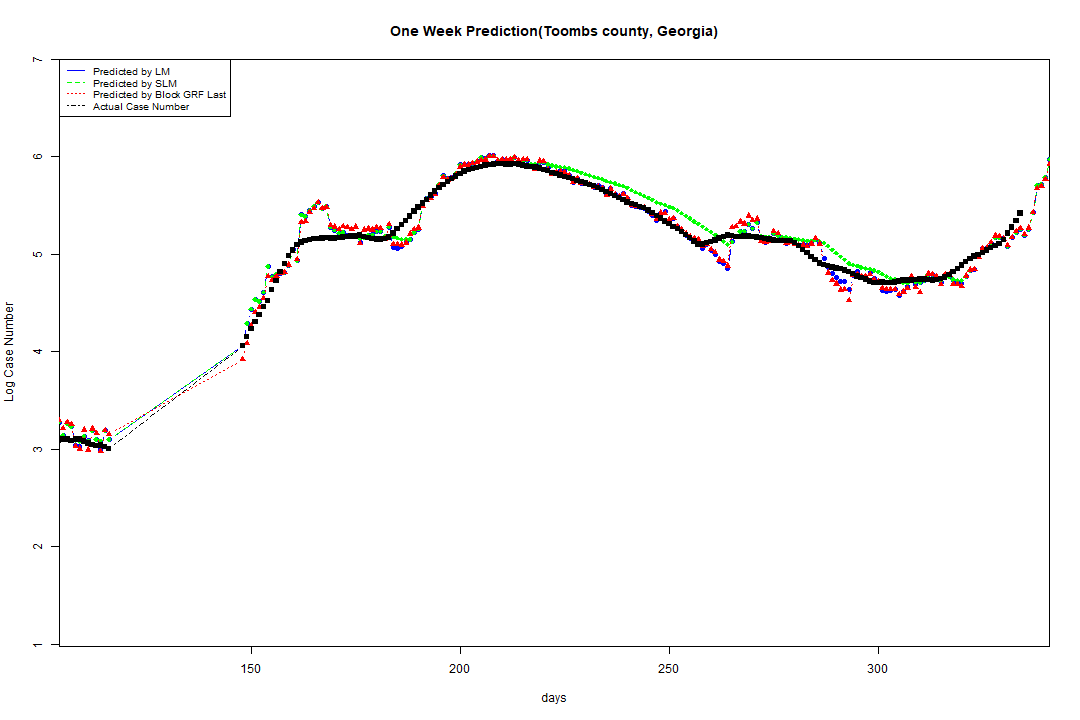 One Week Prediction(Toombs county, Georgia)
Predicted by LM
Predicted by SLM
Predicted by Block GRF Last
Actual Case Number
Log Case Number
7
6
5
4
3
2
1
150 200 250 300
days